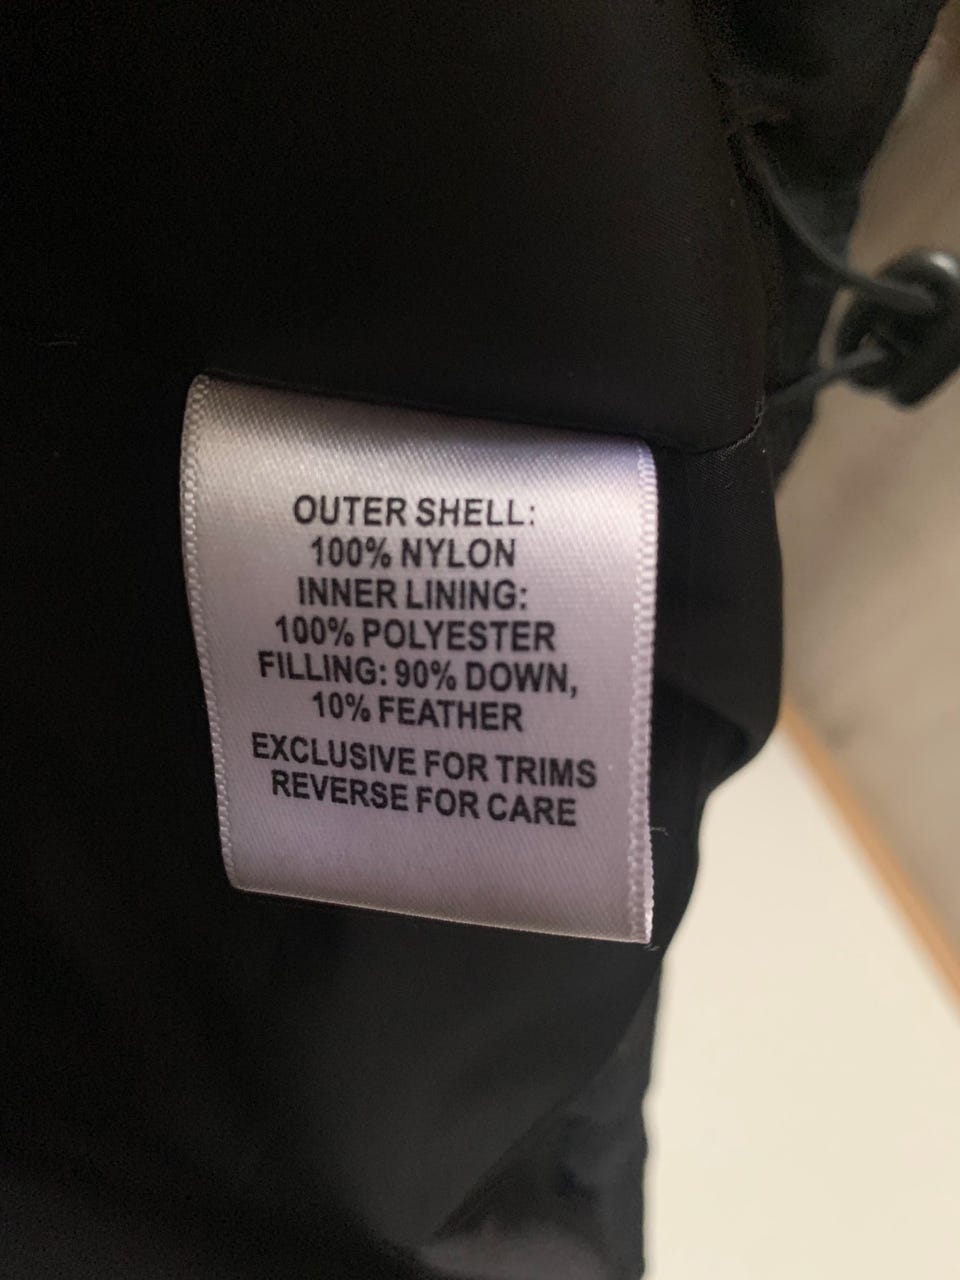 OUTER SHELL:
100% NYLON
INNER LINING:
100% POLYESTER
FILLING: 90% DOWN,
10% FEATHER
EXCLUSIVE FOR TRIMS
REVERSE FOR CARE